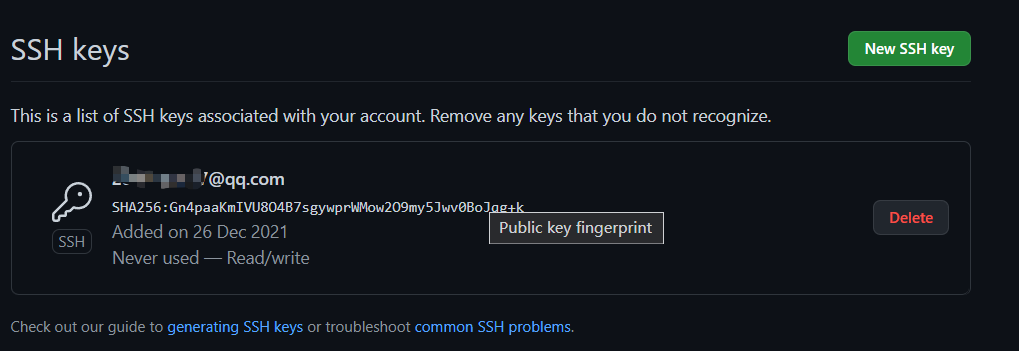 SSH keys
New SSH key
This is a list of SSH keys associated with your account. Remove any keys that you do not recognize.
7@qq.com
SHA256:Gn4paaKmIVU8O4B7sgywprWMow2O9my5Jwv0BoJqg+k
Public key fingerprint
SSH
Added on 26 Dec 2021
Never used — Read/write
Delete
Check out our guide to generating SSH keys or troubleshoot common SSH problems.